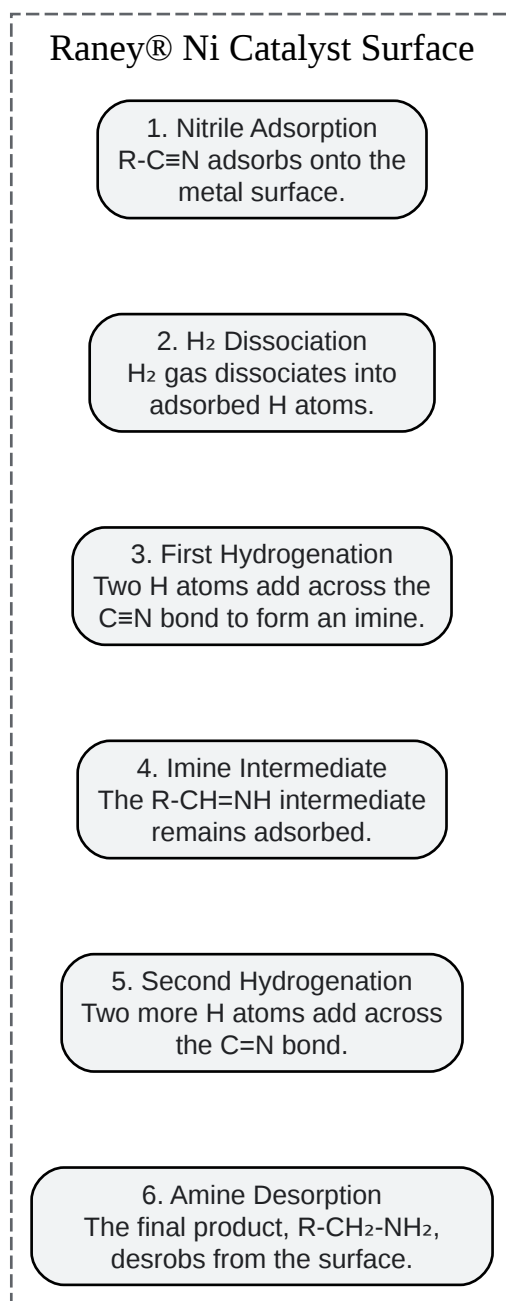 Raney® Ni Catalyst Surface
1. Nitrile Adsorption
R-C≡N adsorbs onto the
metal surface.
2. H₂ Dissociation
H₂ gas dissociates into
adsorbed H atoms.
3. First Hydrogenation
Two H atoms add across the
C≡N bond to form an imine.
4. Imine Intermediate
The R-CH=NH intermediate
remains adsorbed.
5. Second Hydrogenation
Two more H atoms add across
the C=N bond.
6. Amine Desorption
The final product, R-CH₂-NH₂,
desrobs from the surface.